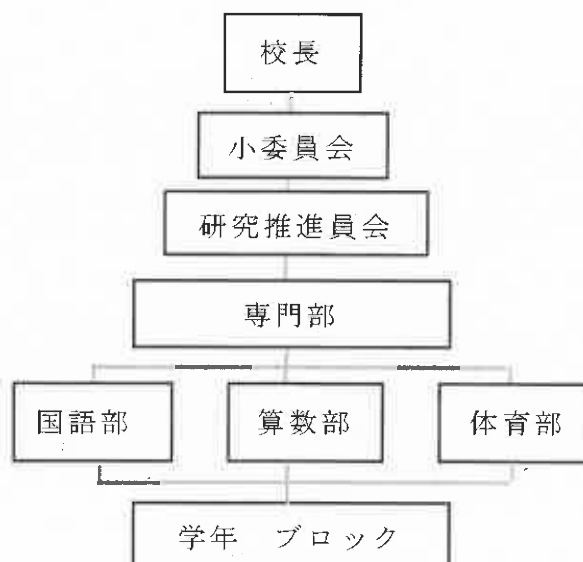 校長
小委員会
研究推進員会
専門部
国語部 算数部 体育部
学年 ブロック